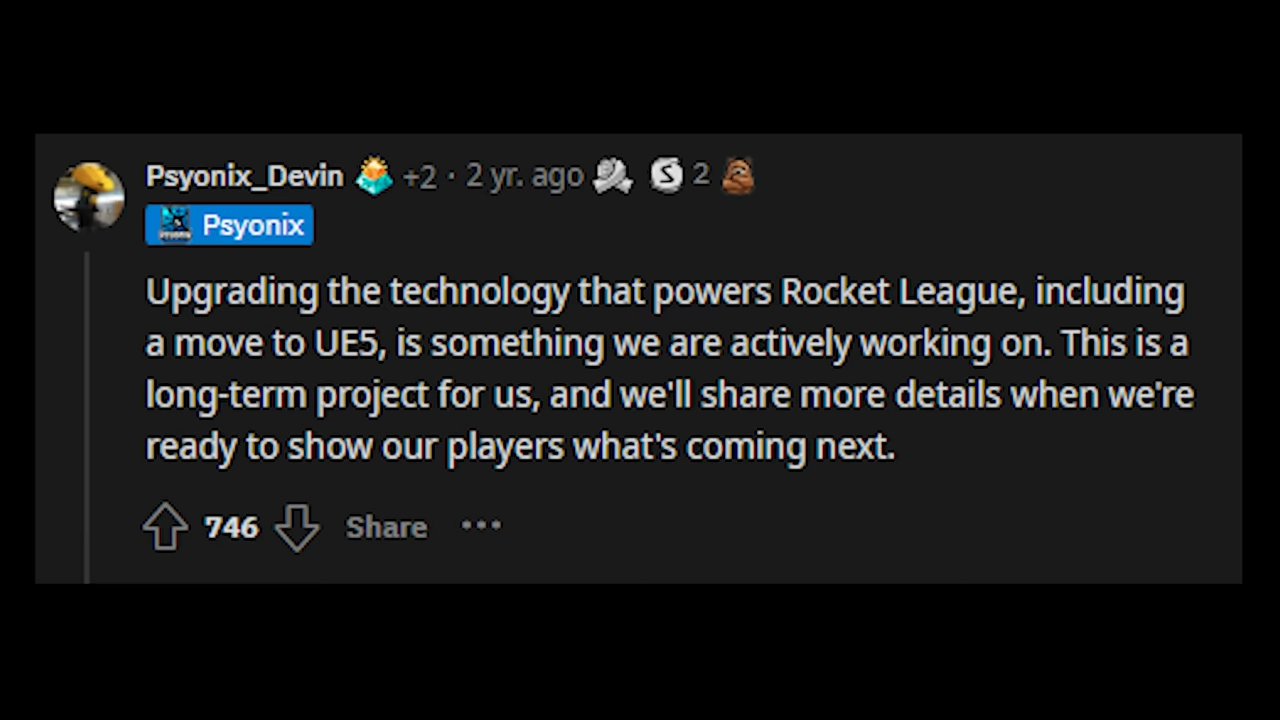 Psyonix_Devin +2 · 2 yr. ago S 2
Psyonix
Upgrading the technology that powers Rocket League, including
a move to UE5, is something we are actively working on. This is a
long-term project for us, and we'll share more details when we're
ready to show our players what's coming next.
746 Share ···